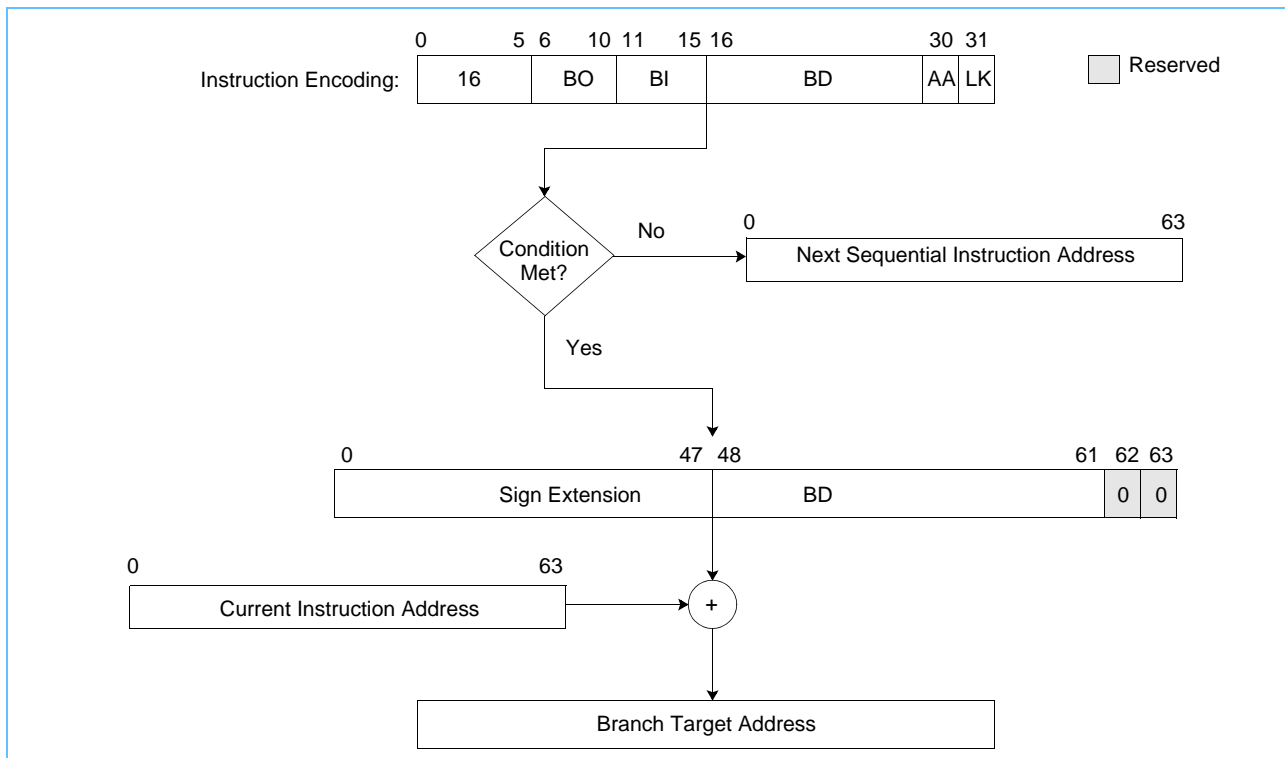 0 5 6 10 11 15 16 30 31
Instruction Encoding: 16 BO BI BD AA LK
Reserved
Condition
Met?
No
0 63
Next Sequential Instruction Address
Yes
0 47 48 61 62 63
Sign Extension BD 0 0
0 63
Current Instruction Address
+
Branch Target Address